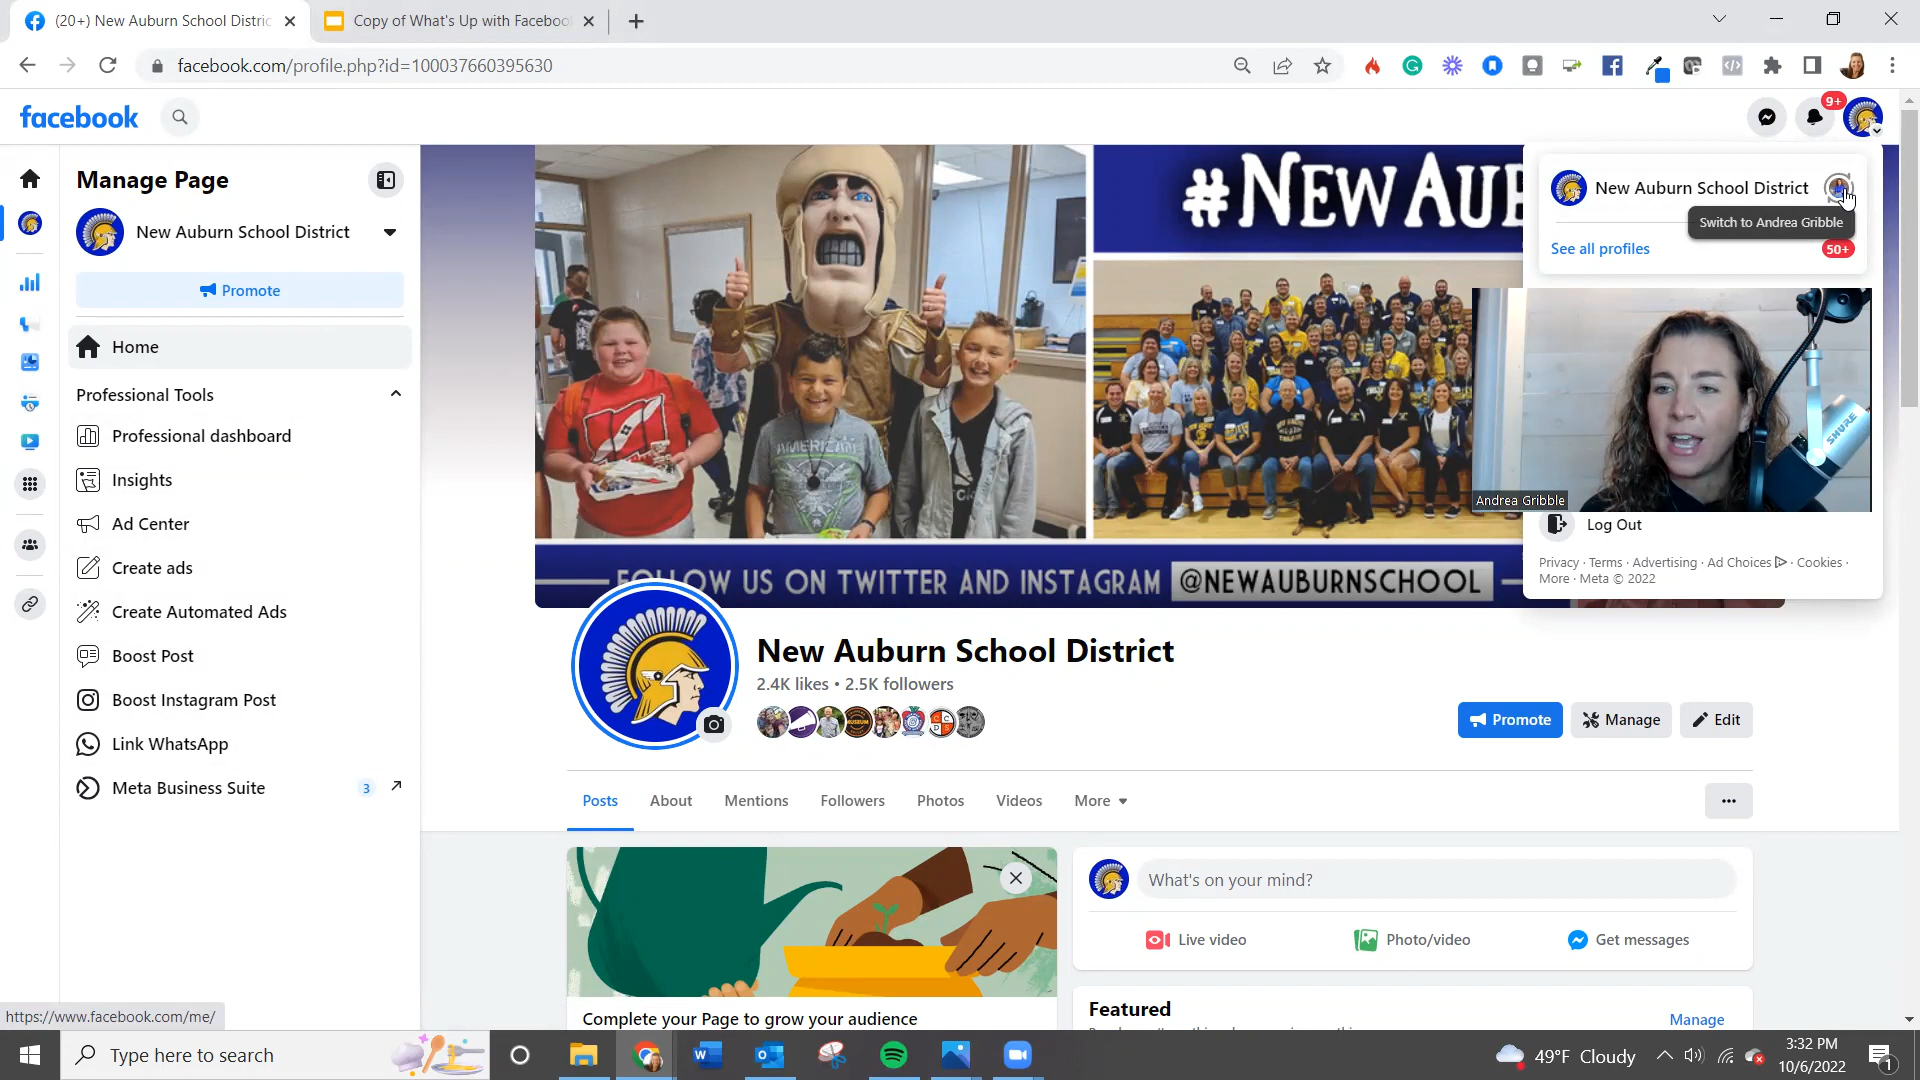 (20+) New Auburn School Distric
Copy of What's Up with Facebook
facebook.com/profile.php?id=100037660395630
facebook
9+
Manage Page
New Auburn School District
Promote
Home
Professional Tools
Professional dashboard
Insights
Ad Center
Create ads
Create Automated Ads
Boost Post
Boost Instagram Post
Link WhatsApp
Meta Business Suite
3
https://www.facebook.com/me/
#NEWAUB
AMERICAN
FOLLOW US ON TWITTER AND INSTAGRAM @NEWAUBURNSCHOOL
New Auburn School District
Switch to Andrea Gribble
See all profiles
50+
SHURE
Andrea Gribble
Log Out
Privacy · Terms · Advertising · Ad Choices · Cookies ·
More · Meta © 2022
New Auburn School District
2.4K likes • 2.5K followers
Promote
Manage
Edit
Posts
About
Mentions
Followers
Photos
Videos
More
Complete your Page to grow your audience
What's on your mind?
Live video
Photo/video
Get messages
Featured
Manage
Type here to search
49°F Cloudy
3:32 PM
10/6/2022
1